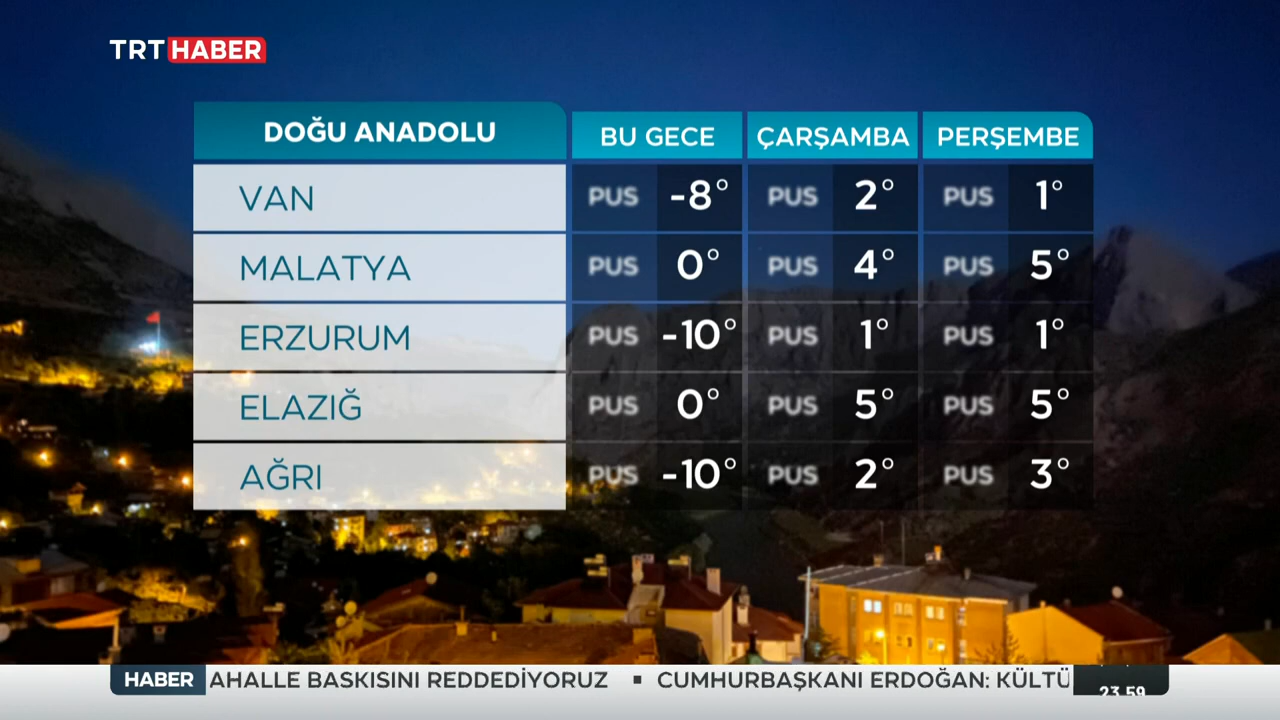 TRT HABER
DOĞU ANADOLU BU GECE ÇARŞAMBA PERŞEMBE
VAN PUS -8° PUS 2° PUS 1°
MALATYA PUS 0° PUS 4° PUS 5°
ERZURUM PUS -10° PUS 1° PUS 1°
ELAZIĞ PUS 0° PUS 5° PUS 5°
AĞRI PUS -10° PUS 2° PUS 3°
HABER AHALLE BASKISINI REDDEDİYORUZ ▪ CUMHURBAŞKANI ERDOĞAN: KÜLTÜ 23.59